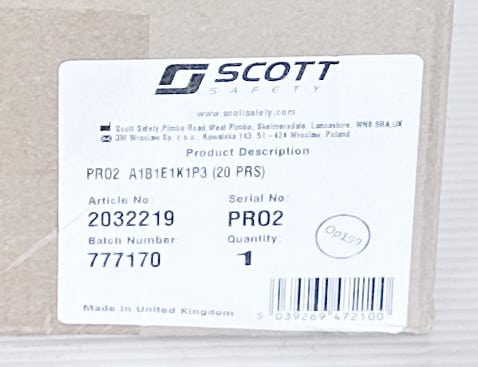 SCOTT
SAFETY
www.scottsafety.com
Scott Safety, Pimbo Road, West Pimbo, Skelmersdale, Lancashire, WN8 9RA, UK
3M Wroclaw Sp. z o.o., Kowalska 143, 51-424 Wroclaw, Poland
Product Description
PRO2 A1B1E1K1P3 (20 PRS)
Article No:
2032219
Serial No:
PRO2
Batch Number:
777170
Quantity:
1
Made in United Kingdom
5 039269 472100